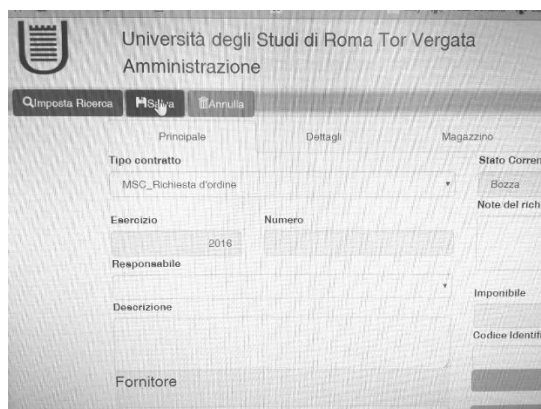 Università degli Studi di Roma Tor Vergata
Amministrazione
Imposta Ricerca Salva Annulla
Principale Dettagli Magazzino
Tipo contratto Stato Corren
MSC_Richiesta d'ordine Bozza
Note del rich
Esercizio Numero
2016
Responsabile
Imponibile
Descrizione
Codice Identifi
Fornitore